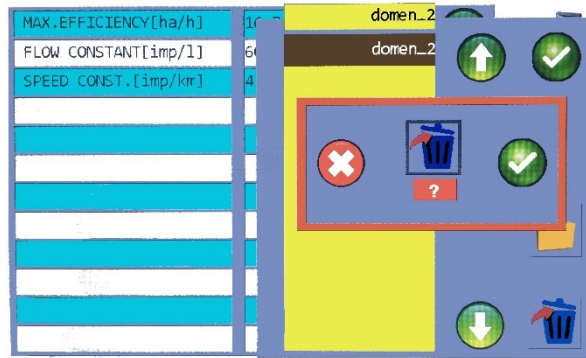 MAX.EFFICIENCY[ha/h]
FLOW CONSTANT[imp/l]
SPEED CONST.[imp/km]
domen_2
domen_2
?